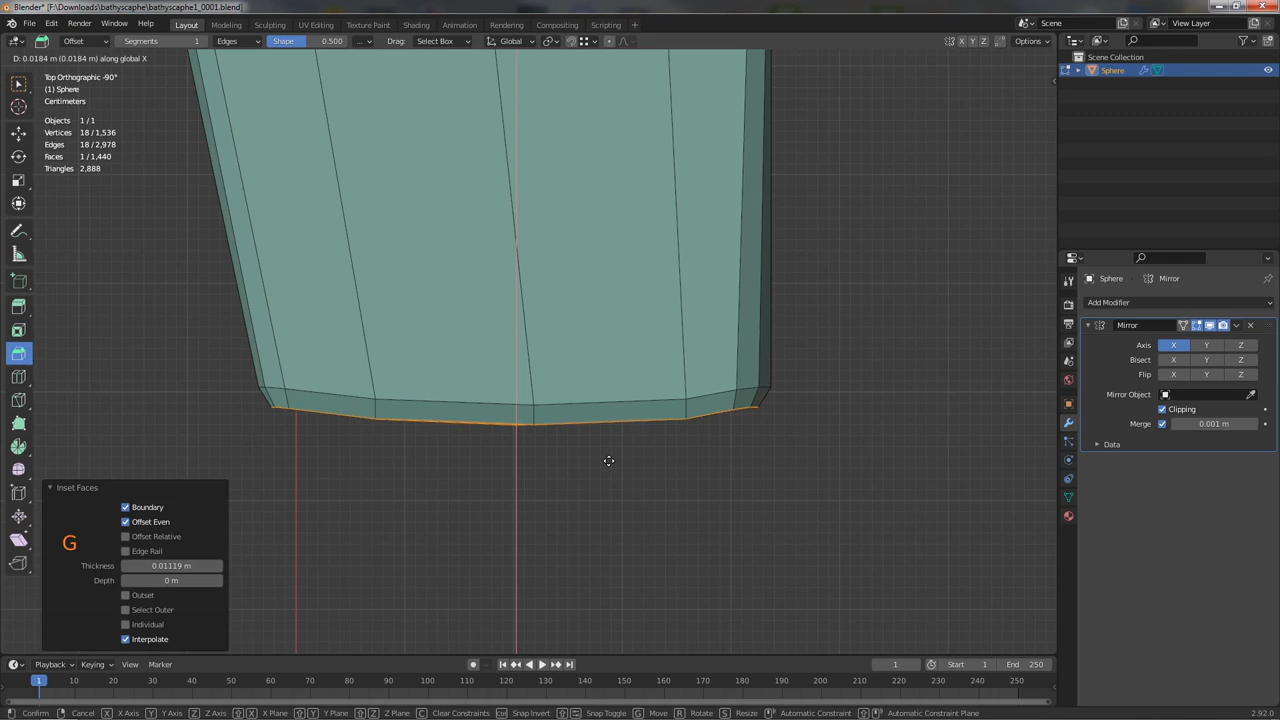 Blender* [F:\Downloads\bathyscaphe\bathyscaphe1_0001.blend]
File Edit Render Window Help Layout Modeling Sculpting UV Editing Texture Paint Shading Animation Rendering Compositing Scripting Scene View Layer
Offset Segments 1 Edges Shape 0.500 ... Drag: Select Box Global X Y Z Options
D: 0.0184 m (0.0184 m) along global X
Top Orthographic -90°
(1) Sphere
Centimeters
Objects 1 / 1
Vertices 18 / 1,536
Edges 18 / 2,978
Faces 1 / 1,440
Triangles 2,888
Scene Collection
Sphere
Sphere Mirror
Add Modifier
Mirror
Axis X Y Z
Bisect X Y Z
Flip X Y Z
Mirror Object
Clipping
Merge 0.001 m
Data
Inset Faces
Boundary
Offset Even
Offset Relative
G
Edge Rail
Thickness 0.01119 m
Depth 0 m
Outset
Select Outer
Individual
Interpolate
Playback Keying View Marker 1 Start 1 End 250
1 10 20 30 40 50 60 70 80 90 100 110 120 130 140 150 160 170 180 190 200 210 220 230 240 250
Confirm Cancel X X Axis Y Y Axis Z Z Axis X X Plane Y Y Plane Z Z Plane C Clear Constraints Snap Invert Snap Toggle G Move R Rotate S Resize Automatic Constraint Automatic Constraint Plane 2.92.0